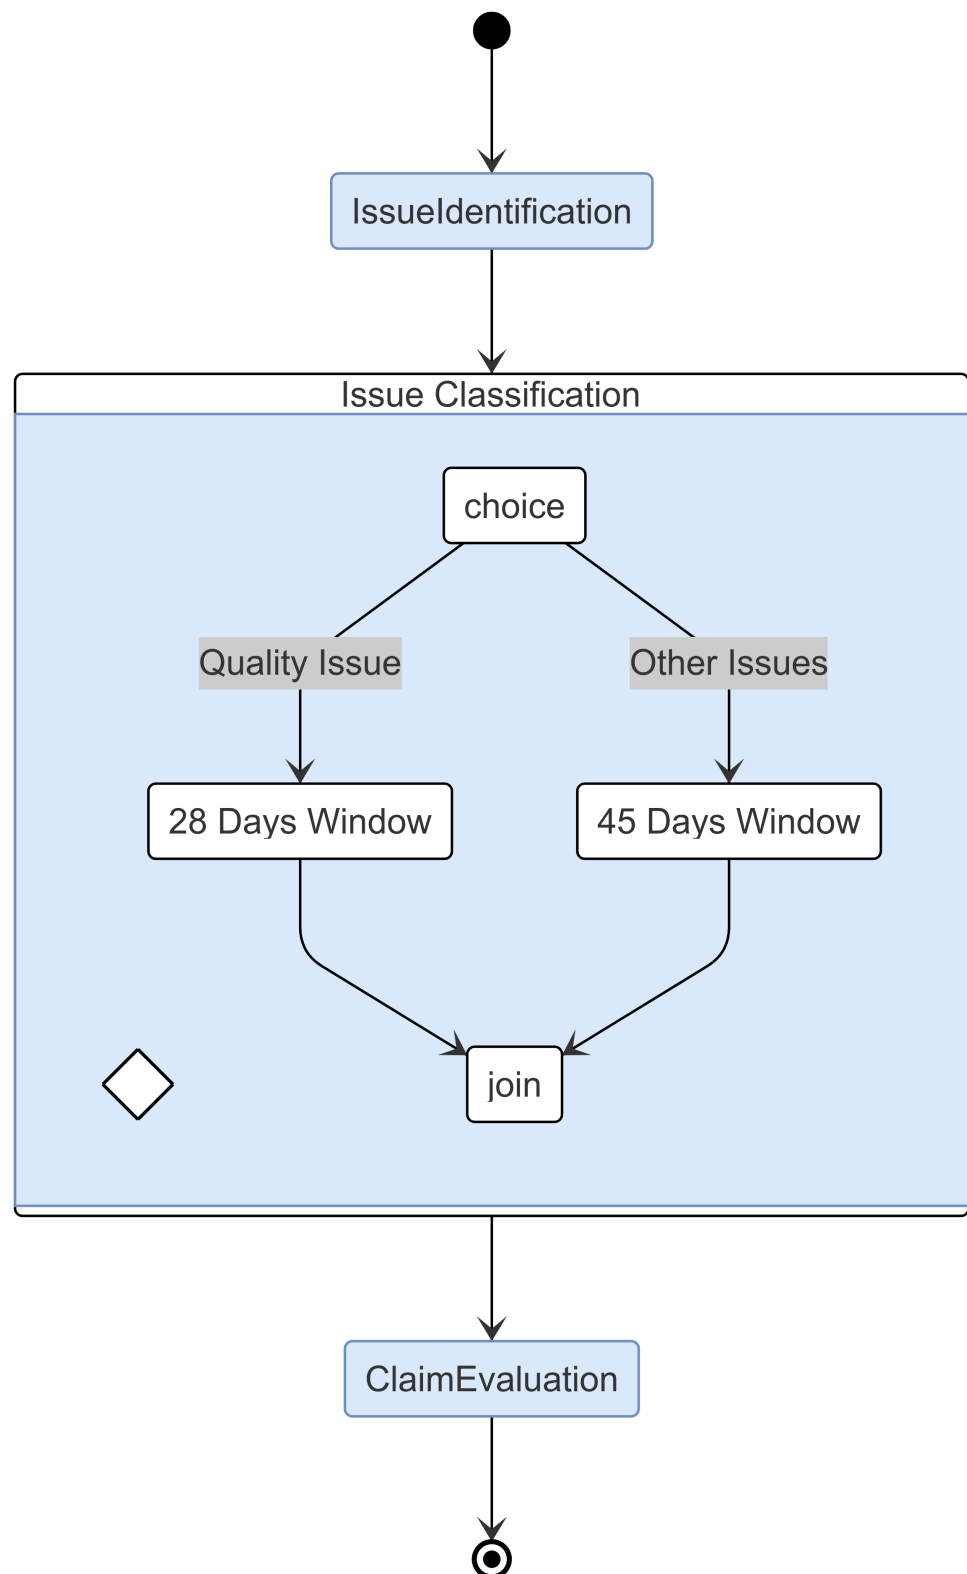 IssueIdentification
Issue Classification
choice
Quality Issue
Other Issues
28 Days Window
45 Days Window
join
ClaimEvaluation